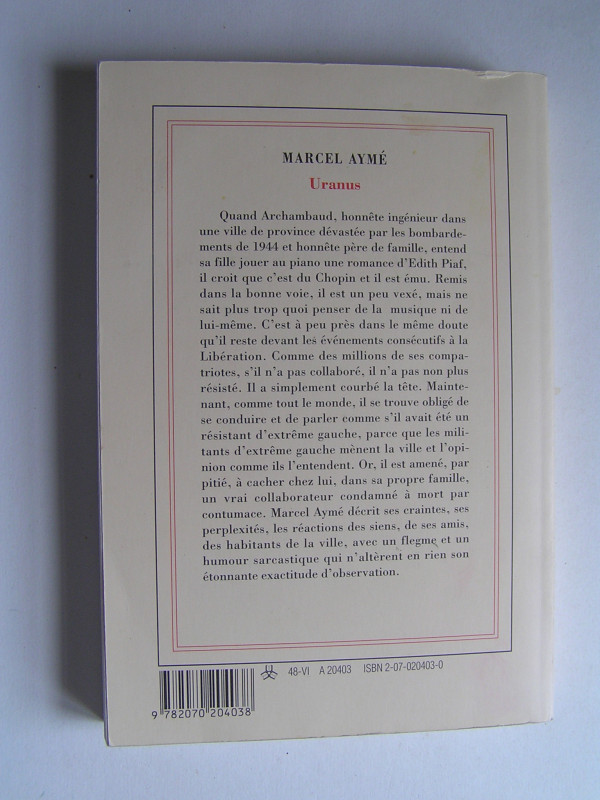 MARCEL AYMÉ
Uranus
Quand Archambaud, honnête ingénieur dans
une ville de province dévastée par les bombarde-
ments de 1944 et honnête père de famille, entend
sa fille jouer au piano une romance d'Edith Piaf,
il croit que c'est du Chopin et il est ému. Remis
dans la bonne voie, il est un peu vexé, mais ne
sait plus trop quoi penser de la musique ni de
lui-même. C'est à peu près dans le même doute
qu'il reste devant les événements consécutifs à la
Libération. Comme des millions de ses compa-
triotes, s'il n'a pas collaboré, il n'a pas non plus
résisté. Il a simplement courbé la tête. Mainte-
nant, comme tout le monde, il se trouve obligé de
se conduire et de parler comme s'il avait été un
résistant d'extrême gauche, parce que les mili-
tants d'extrême gauche mènent la ville et l'opi-
nion comme ils l'entendent. Or, il est amené, par
pitié, à cacher chez lui, dans sa propre famille,
un vrai collaborateur condamné à mort par
contumace. Marcel Aymé décrit ses craintes, ses
perplexités, les réactions des siens, de ses amis,
des habitants de la ville, avec un flegme et un
humour sarcastique qui n'altèrent en rien son
étonnante exactitude d'observation.
48-VI A 20403 ISBN 2-07-020403-0
9 782070 204038